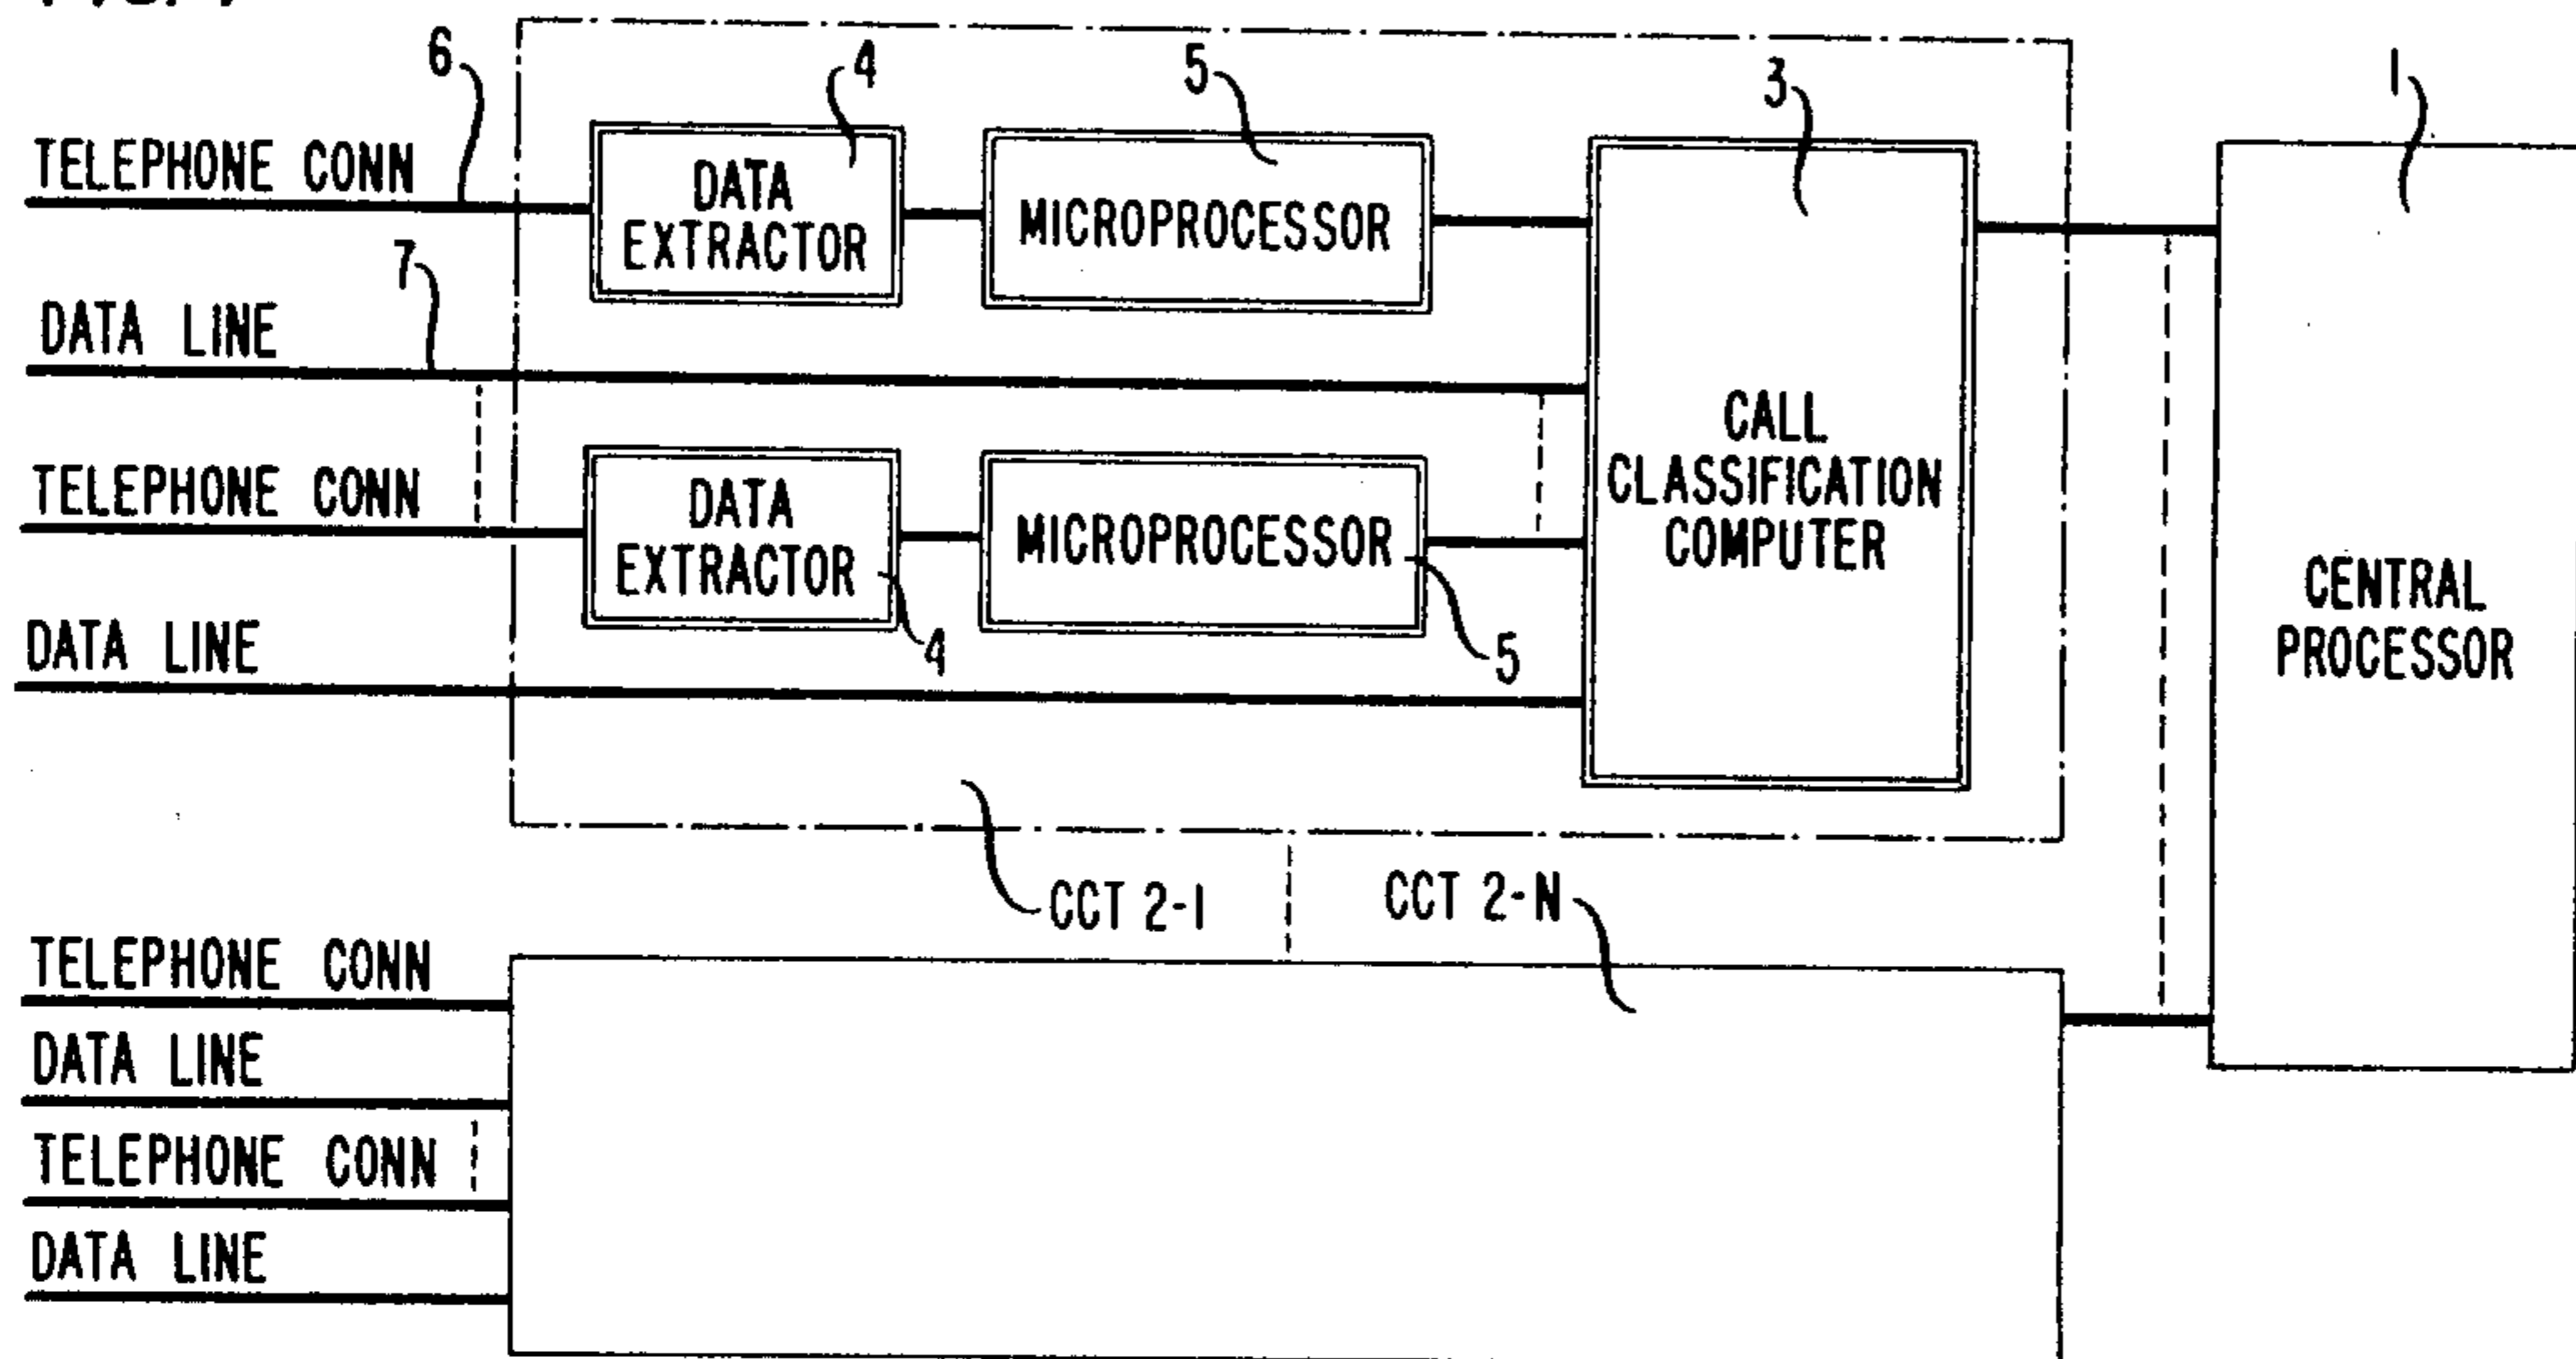 6
4
5
3
1
TELEPHONE CONN
DATA
EXTRACTOR
MICROPROCESSOR
7
DATA LINE
CALL
CLASSIFICATION
COMPUTER
TELEPHONE CONN
DATA
EXTRACTOR
MICROPROCESSOR
CENTRAL
PROCESSOR
DATA LINE
4
5
CCT 2-1
CCT 2-N
TELEPHONE CONN
DATA LINE
TELEPHONE CONN
DATA LINE